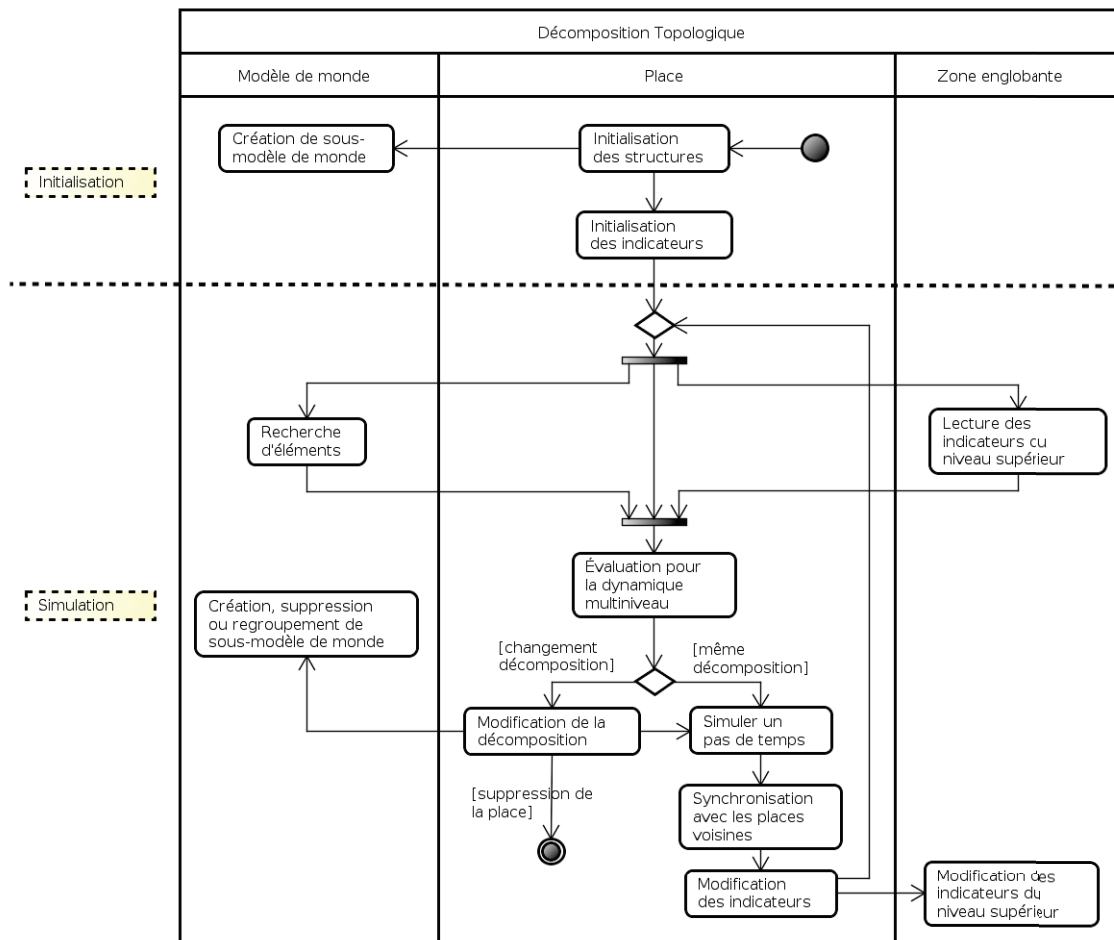 Décomposition Topologique
Modèle de monde
Place
Zone englobante
Création de sous-
modèle de monde
Initialisation
des structures
Initialisation
Initialisation
des indicateurs
Recherche
d'éléments
Lecture des
indicateurs cu
niveau supérieur
Évaluation pour
la dynamique
multiniveau
Simulation
Création, suppression
ou regroupement de
sous-modèle de monde
[changement
décomposition]
[même
décomposition]
Modification de la
décomposition
Simuler un
pas de temps
[suppression de
la place]
Synchronisation
avec les places
voisines
Modification
des indicateurs
Modification des
indicateurs du
niveau supérieur